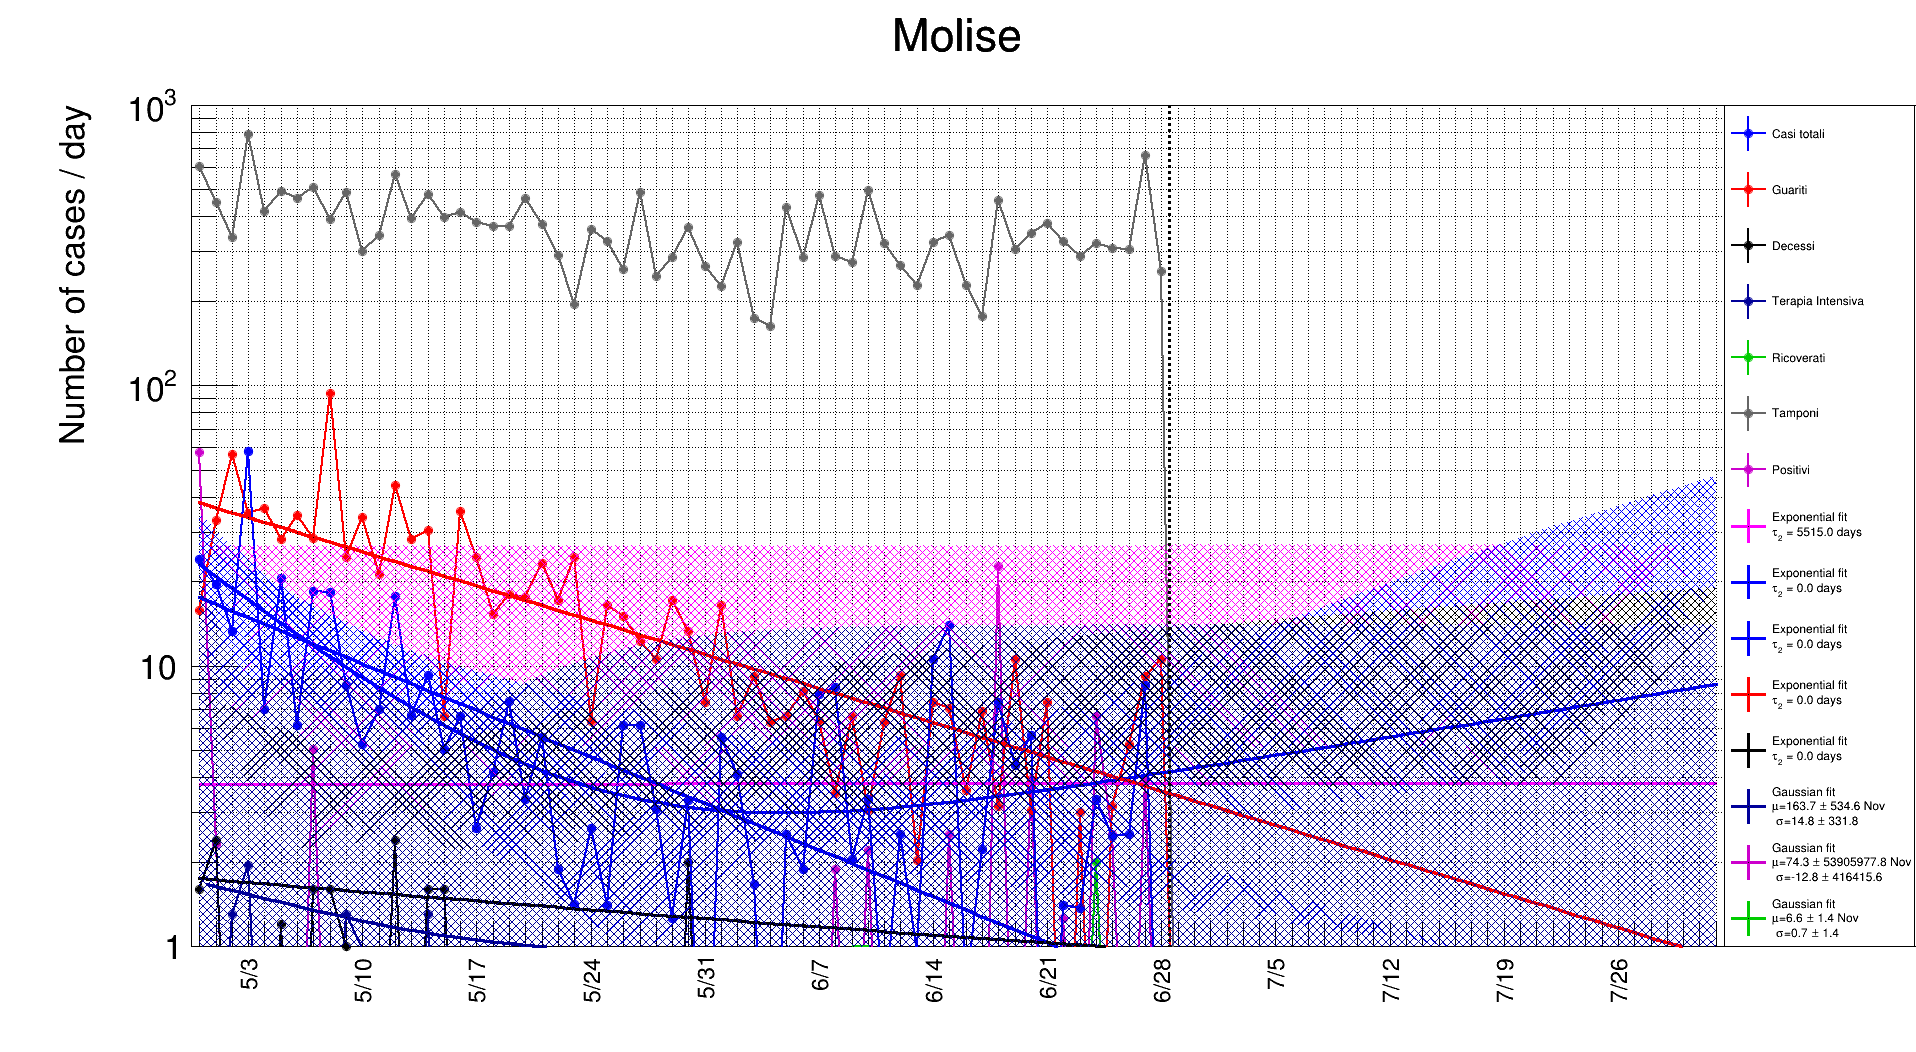 Molise
Number of cases / day
10³
10²
10
1
5/3
5/10
5/17
5/24
5/31
6/7
6/14
6/21
6/28
7/5
7/12
7/19
7/26
Casi totali
Guariti
Decessi
Terapia Intensiva
Ricoverati
Tamponi
Positivi
Exponential fit
τ₂ = 5515.0 days
Exponential fit
τ₂ = 0.0 days
Exponential fit
τ₂ = 0.0 days
Exponential fit
τ₂ = 0.0 days
Exponential fit
τ₂ = 0.0 days
Gaussian fit
μ=163.7 ± 534.6 Nov
σ=14.8 ± 331.8
Gaussian fit
μ=74.3 ± 53905977.8 Nov
σ=-12.8 ± 416415.6
Gaussian fit
μ=6.6 ± 1.4 Nov
σ=0.7 ± 1.4